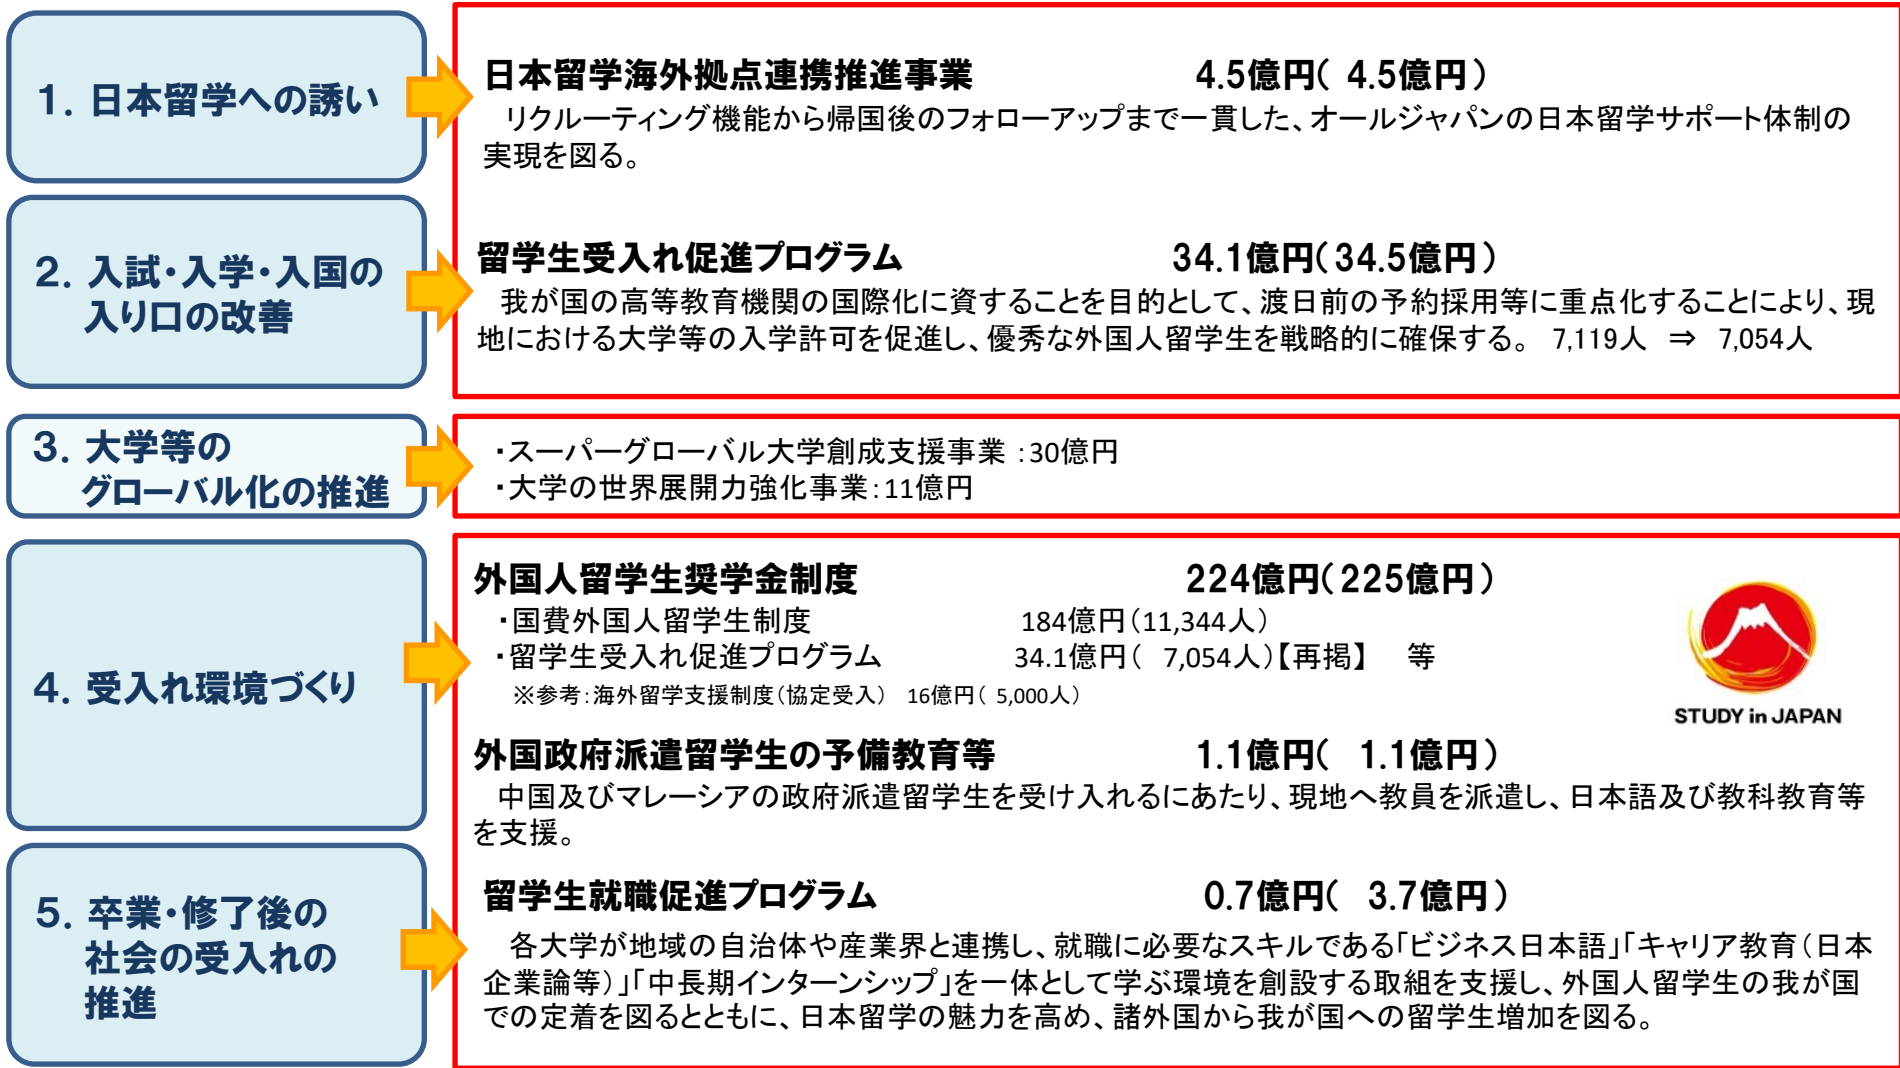 1. 日本留学への誘い
日本留学海外拠点連携推進事業 4.5億円( 4.5億円)
リクルーティング機能から帰国後のフォローアップまで一貫した、オールジャパンの日本留学サポート体制の
実現を図る。
2. 入試・入学・入国の
入り口の改善
留学生受入れ促進プログラム 34.1億円(34.5億円)
我が国の高等教育機関の国際化に資することを目的として、渡日前の予約採用等に重点化することにより、現
地における大学等の入学許可を促進し、優秀な外国人留学生を戦略的に確保する。 7,119人 ⇒ 7,054人
3. 大学等の
グローバル化の推進
・スーパーグローバル大学創成支援事業:30億円
・大学の世界展開力強化事業:11億円
4. 受入れ環境づくり
外国人留学生奨学金制度 224億円(225億円)
・国費外国人留学生制度 184億円(11,344人)
・留学生受入れ促進プログラム 34.1億円( 7,054人)【再掲】 等
※参考:海外留学支援制度(協定受入) 16億円( 5,000人)
STUDY in JAPAN
外国政府派遣留学生の予備教育等 1.1億円( 1.1億円)
中国及びマレーシアの政府派遣留学生を受け入れるにあたり、現地へ教員を派遣し、日本語及び教科教育等
を支援。
5. 卒業・修了後の
社会の受入れの
推進
留学生就職促進プログラム 0.7億円( 3.7億円)
各大学が地域の自治体や産業界と連携し、就職に必要なスキルである「ビジネス日本語」「キャリア教育(日本
企業論等)」「中長期インターンシップ」を一体として学ぶ環境を創設する取組を支援し、外国人留学生の我が国
での定着を図るとともに、日本留学の魅力を高め、諸外国から我が国への留学生増加を図る。